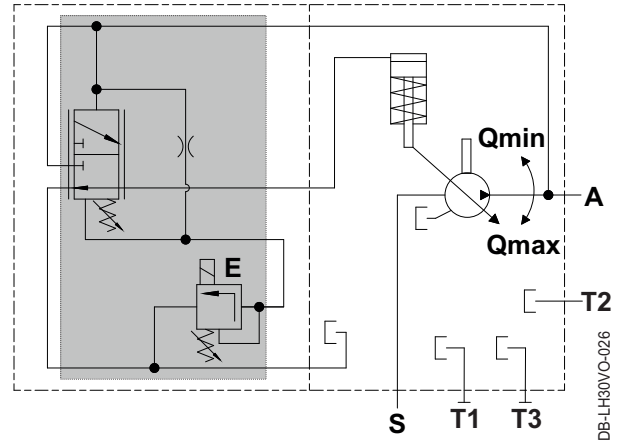 Qmin
A
Qmax
E
T2
S
T1
T3
DB-LH30VO-026